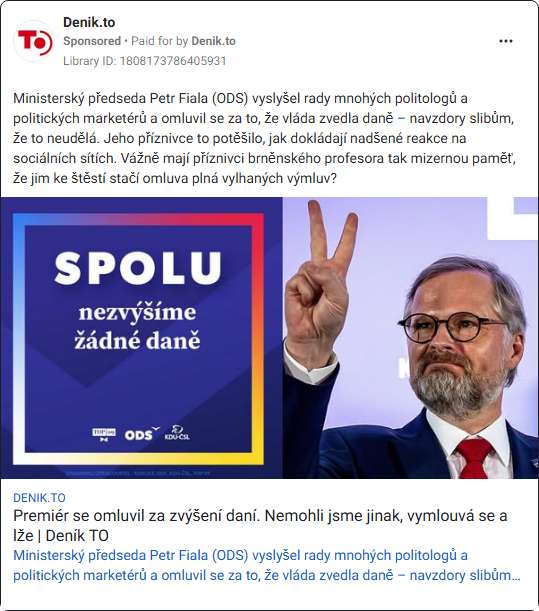 Denik.to
Sponsored • Paid for by Denik.to
Library ID: 1808173786405931
Ministerský předseda Petr Fiala (ODS) vyslyšel rady mnohých politologů a
politických marketérů a omluvil se za to, že vláda zvedla daně – navzdory slibům,
že to neudělá. Jeho příznivce to potěšilo, jak dokládají nadšené reakce na
sociálních sítích. Vážně mají příznivci brněnského profesora tak mizernou paměť,
že jim ke štěstí stačí omluva plná vylhaných výmluv?
SPOLU
nezvýšíme
žádné daně
TOP 09
ODS
KDU-ČSL
DENIK.TO
Premiér se omluvil za zvýšení daní. Nemohli jsme jinak, vymlouvá se a
lže | Deník TO
Ministerský předseda Petr Fiala (ODS) vyslyšel rady mnohých politologů a
politických marketérů a omluvil se za to, že vláda zvedla daně – navzdory slibům…